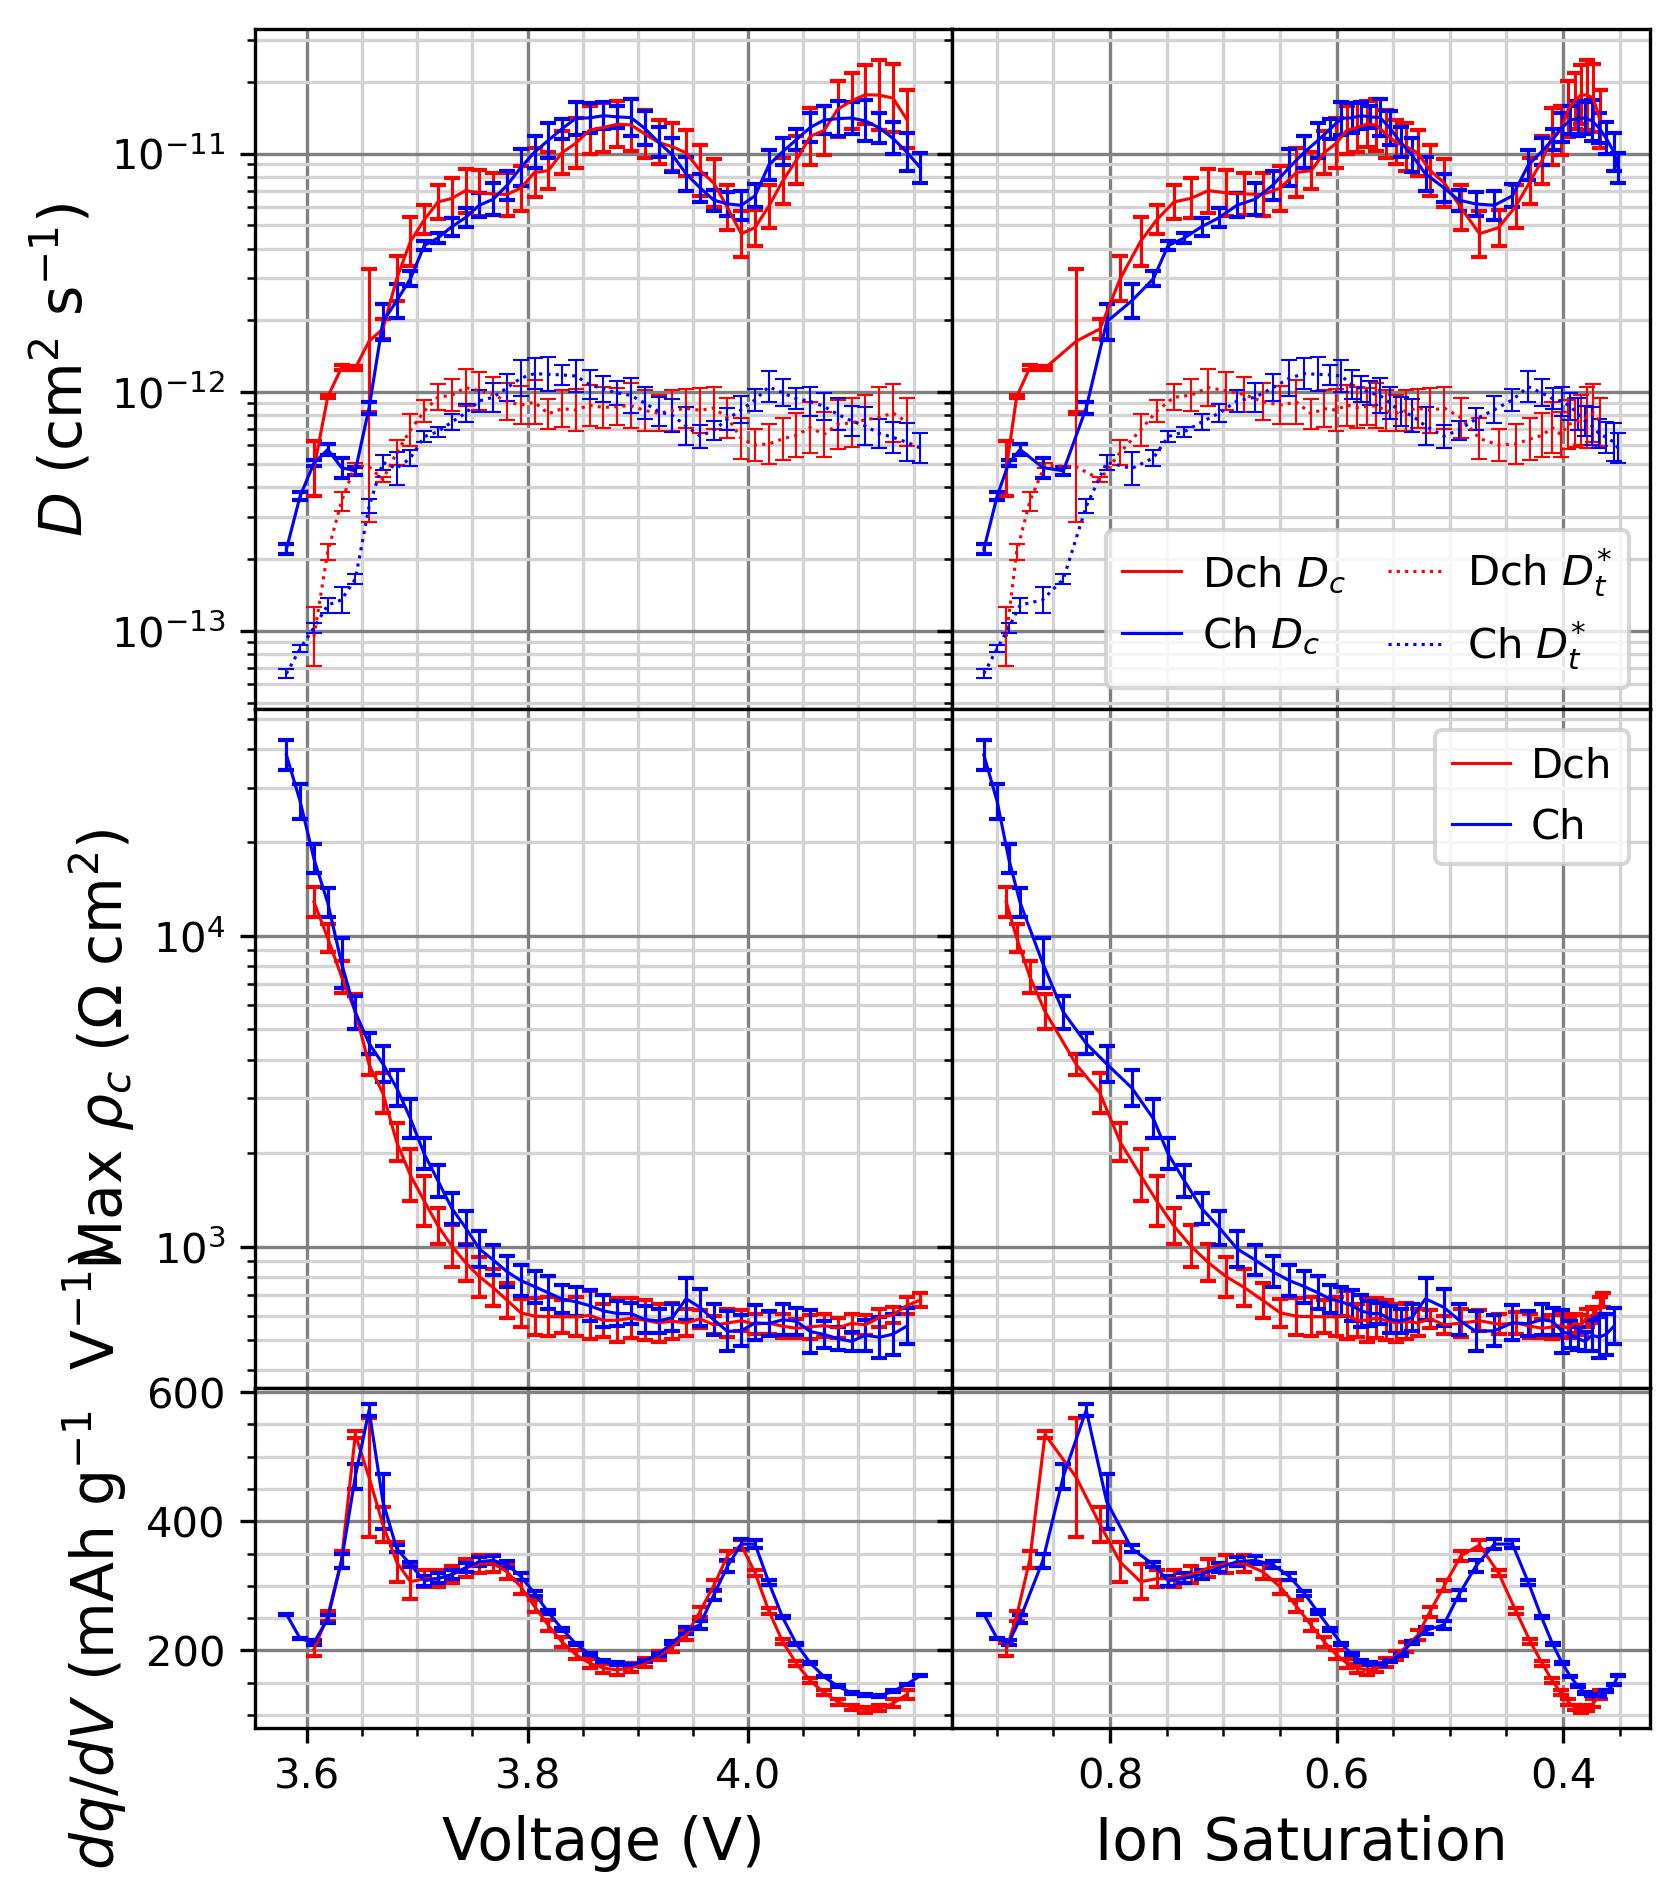 D (cm² s⁻¹)
10⁻¹¹
10⁻¹²
10⁻¹³
Dch D_c
Ch D_c
Dch D_t^*
Ch D_t^*
Max ρ_c (Ω cm²)
10⁴
10³
Dch
Ch
dq/dV (mAh g⁻¹ V⁻¹)
600
400
200
3.6 3.8 4.0
0.8 0.6 0.4
Voltage (V)
Ion Saturation